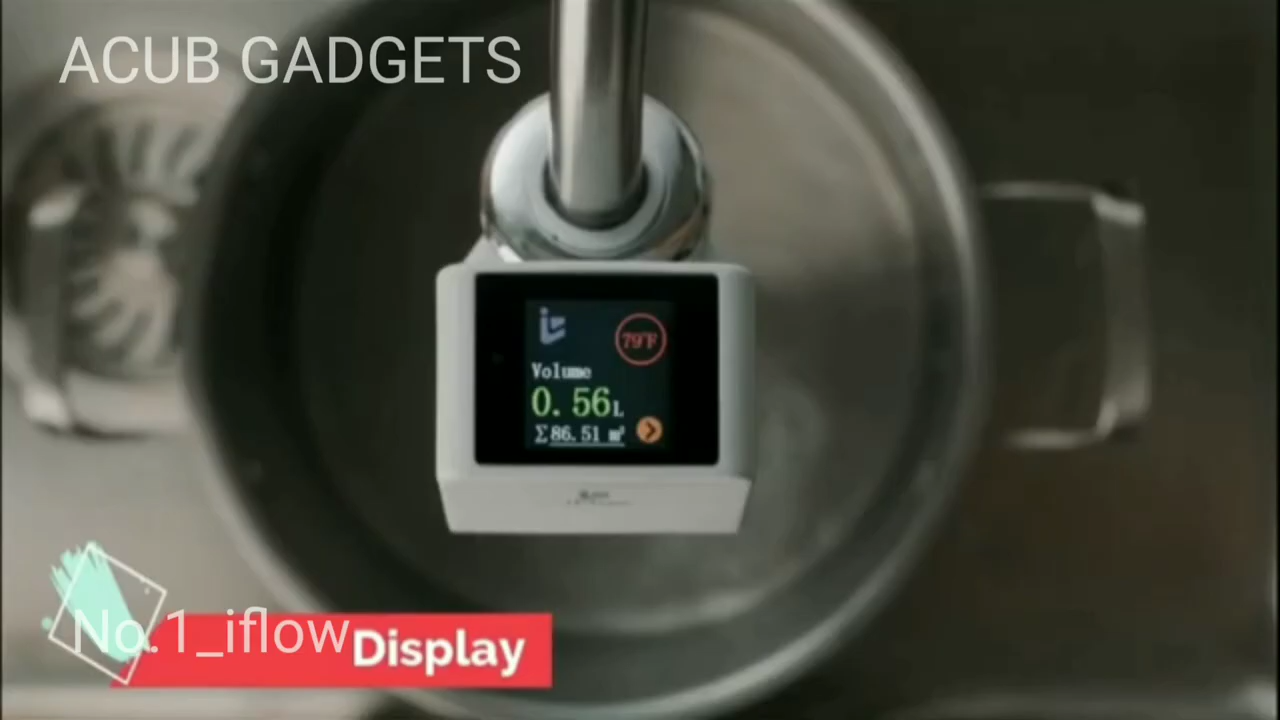 ACUB GADGETS
79°F
Volume
0.56L
Σ86.51 m³
No.1_iflow
Display